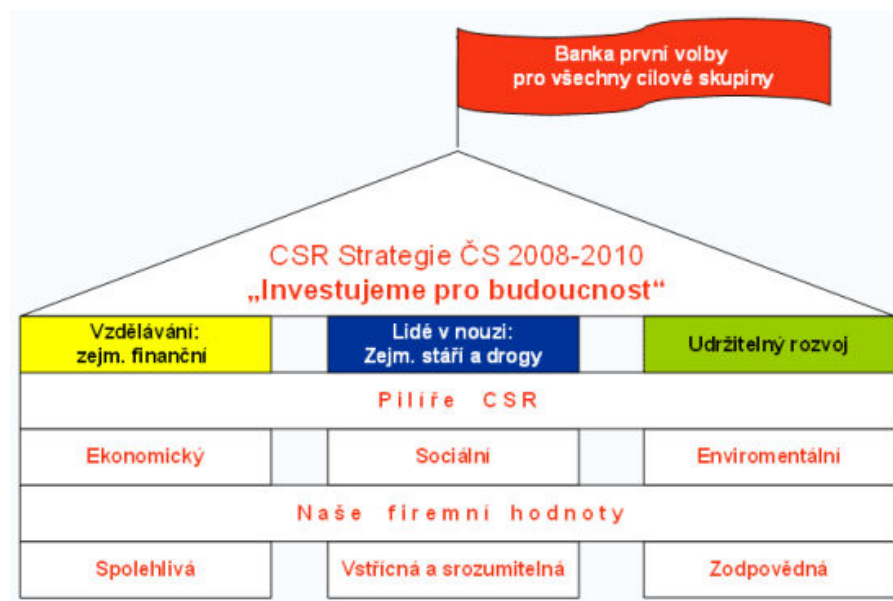 Banka první volby
pro všechny cílové skupiny
CSR Strategie ČS 2008-2010
„Investujeme pro budoucnost“
Vzdělávání:
zejm. finanční
Lidé v nouzi:
Zejm. stáří a drogy
Udržitelný rozvoj
Pilíře CSR
Ekonomický
Sociální
Enviromentální
Naše firemní hodnoty
Spolehlivá
Vstřícná a srozumitelná
Zodpovědná